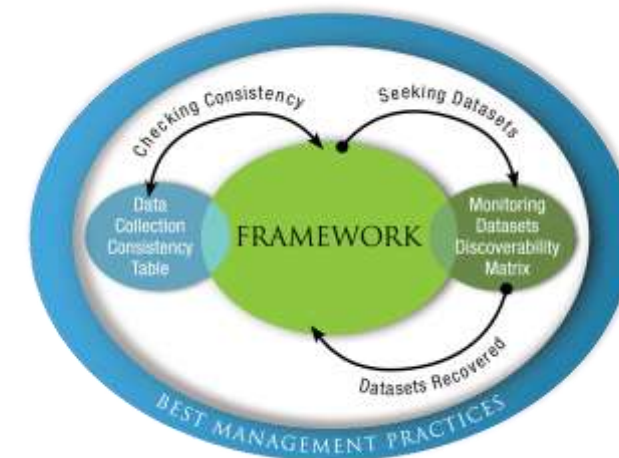 Checking Consistency
Seeking Datasets
Data
Collection
Consistency
Table
FRAMEWORK
Monitoring
Datasets
Discoverability
Matrix
Datasets Recovered
BEST MANAGEMENT PRACTICES